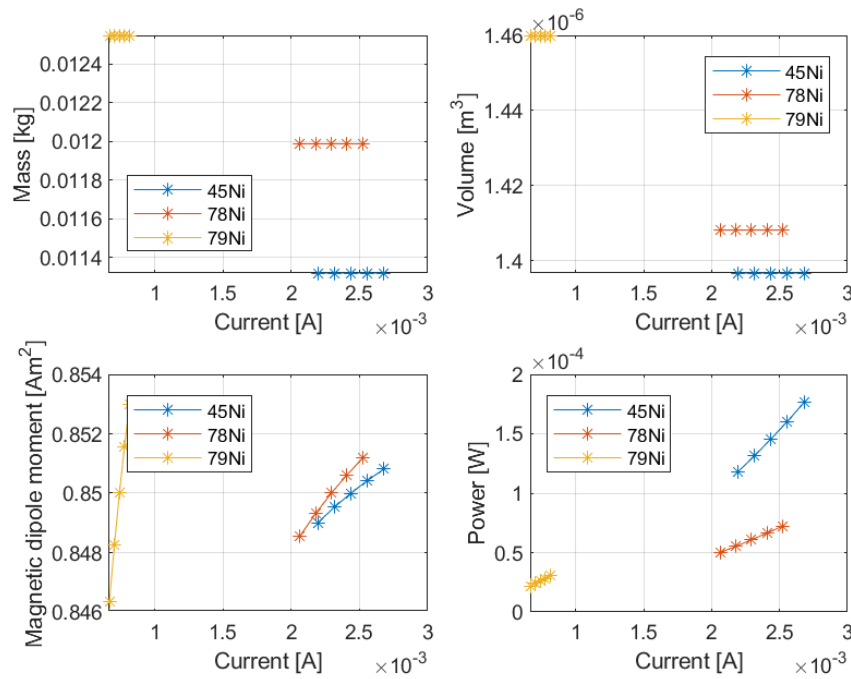 0.0124
0.0122
0.012
0.0118
0.0116
0.0114
Mass [kg]
45Ni
78Ni
79Ni
1 1.5 2 2.5 3
Current [A]
×10⁻³
×10⁻⁶
1.46
1.44
1.42
1.4
Volume [m³]
45Ni
78Ni
79Ni
1 1.5 2 2.5 3
Current [A]
×10⁻³
0.854
0.852
0.85
0.848
0.846
Magnetic dipole moment [Am²]
45Ni
78Ni
79Ni
1 1.5 2 2.5 3
Current [A]
×10⁻³
×10⁻⁴
2
1.5
1
0.5
0
Power [W]
45Ni
78Ni
79Ni
1 1.5 2 2.5 3
Current [A]
×10⁻³